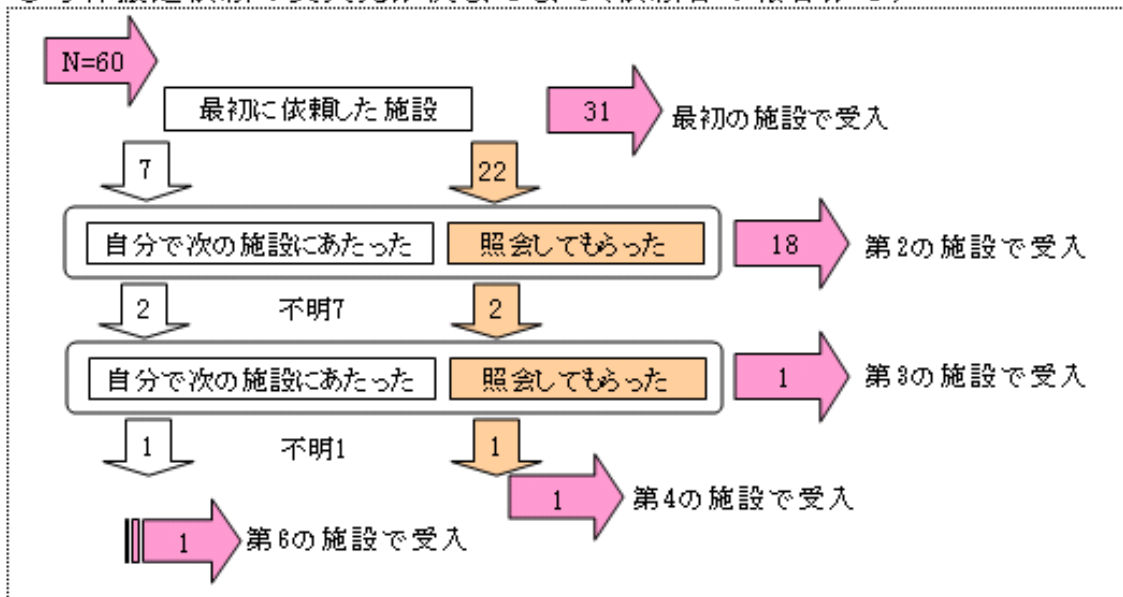 N=60
最初に依頼した施設
31
最初の施設で受入
7
22
自分で次の施設にあたった
照会してもらった
18
第2の施設で受入
2
不明7
2
自分で次の施設にあたった
照会してもらった
1
第3の施設で受入
1
不明1
1
1
第4の施設で受入
1
第6の施設で受入